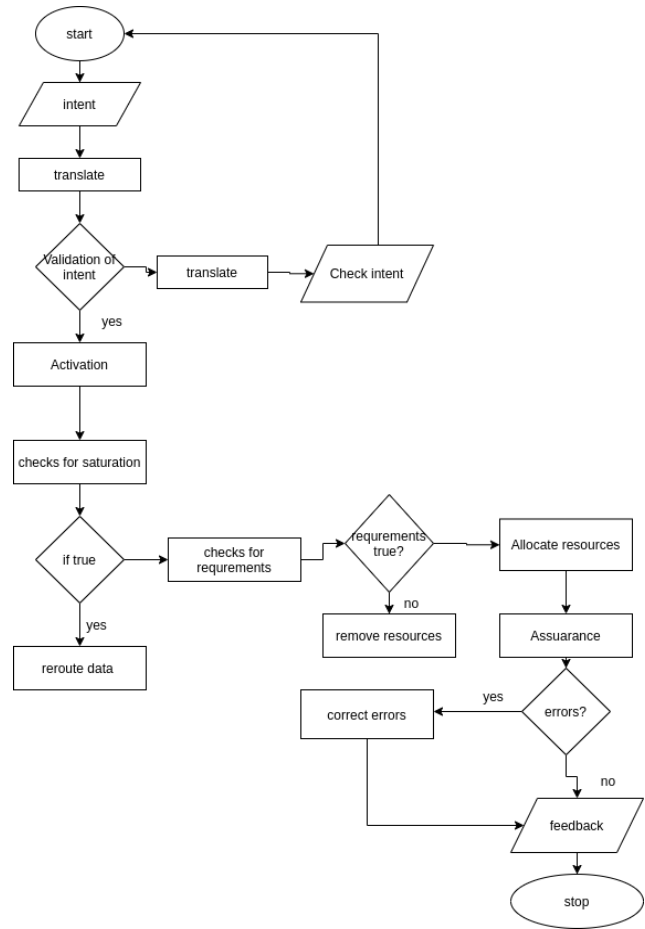 start
intent
translate
Validation of
intent
translate
Check intent
yes
Activation
checks for saturation
if true
checks for
requrements
requrements
true?
Allocate resources
no
yes
remove resources
Assuarance
reroute data
yes
correct errors
errors?
no
feedback
stop